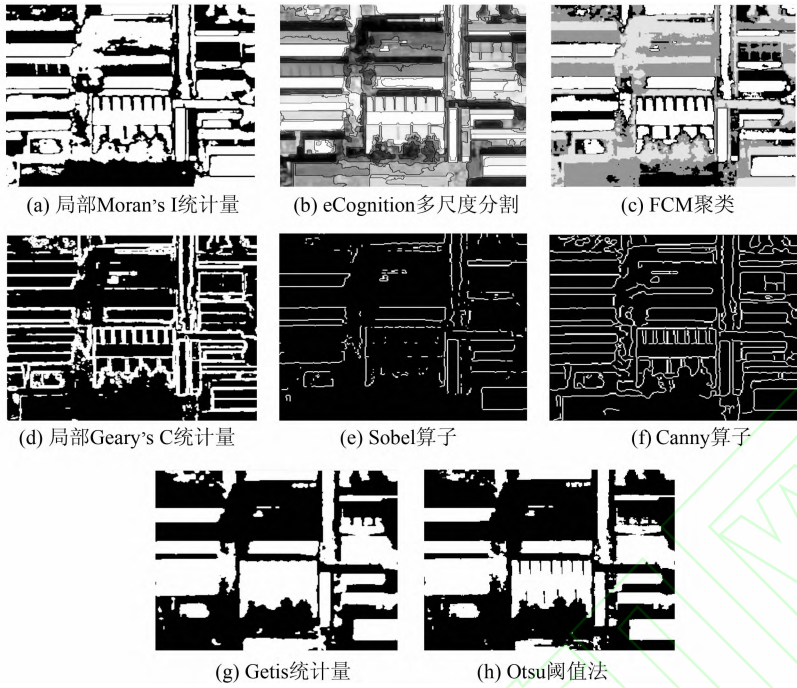 (a) 局部Moran's I统计量
(b) eCognition多尺度分割
(c) FCM聚类
(d) 局部Geary's C统计量
(e) Sobel算子
(f) Canny算子
(g) Getis统计量
(h) Otsu阈值法